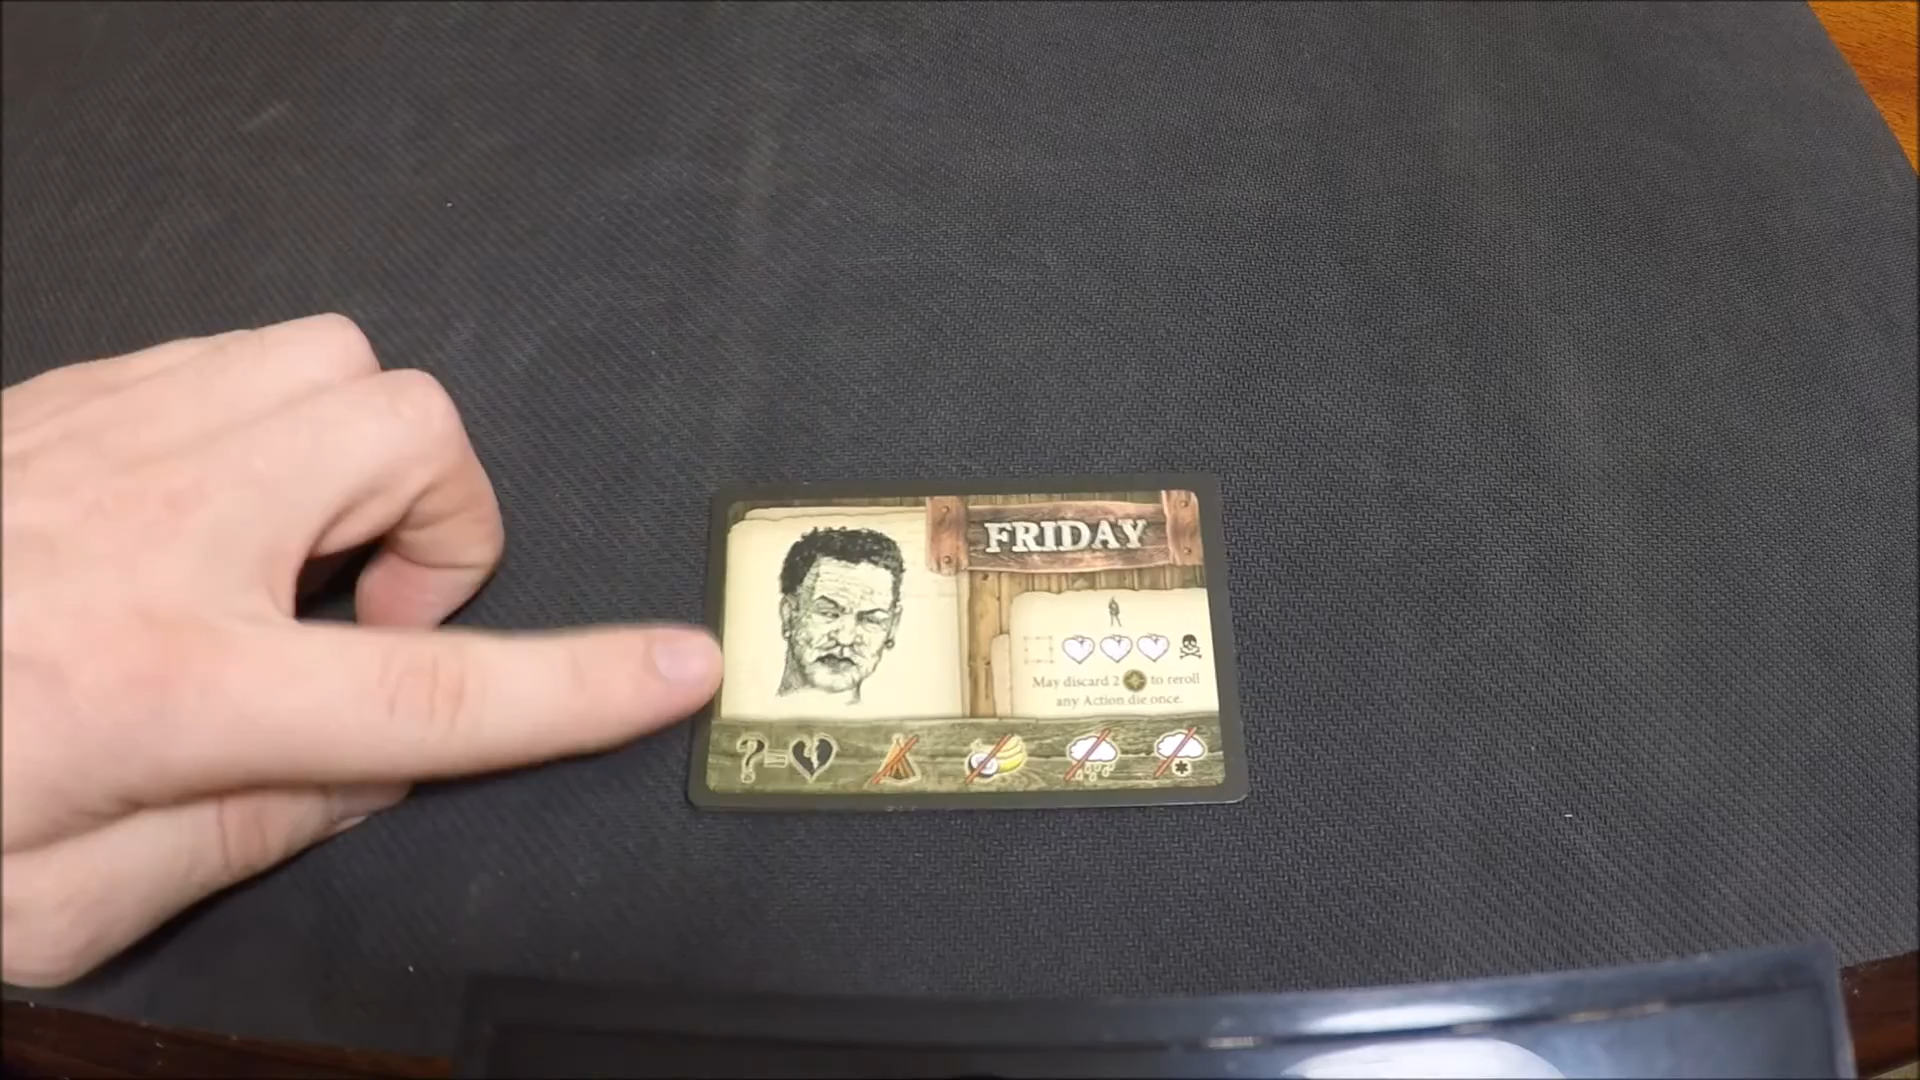 FRIDAY
May discard 2 to reroll
any Action die once.
?=